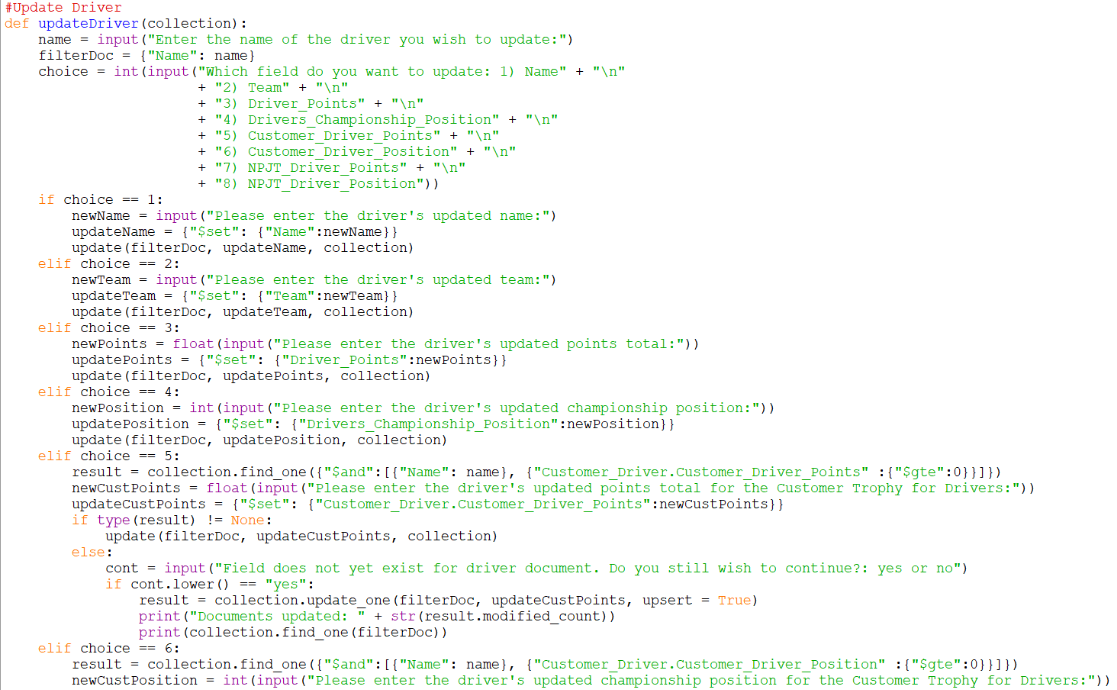 #Update Driver
def updateDriver(collection):
    name = input("Enter the name of the driver you wish to update:")
    filterDoc = {"Name": name}
    choice = int(input("Which field do you want to update: 1) Name" + "\n"
                       + "2) Team" + "\n"
                       + "3) Driver_Points" + "\n"
                       + "4) Drivers_Championship_Position" + "\n"
                       + "5) Customer_Driver_Points" + "\n"
                       + "6) Customer_Driver_Position" + "\n"
                       + "7) NPJT_Driver_Points" + "\n"
                       + "8) NPJT_Driver_Position"))
    if choice == 1:
        newName = input("Please enter the driver's updated name:")
        updateName = {"$set": {"Name":newName}}
        update(filterDoc, updateName, collection)
    elif choice == 2:
        newTeam = input("Please enter the driver's updated team:")
        updateTeam = {"$set": {"Team":newTeam}}
        update(filterDoc, updateTeam, collection)
    elif choice == 3:
        newPoints = float(input("Please enter the driver's updated points total:"))
        updatePoints = {"$set": {"Driver_Points":newPoints}}
        update(filterDoc, updatePoints, collection)
    elif choice == 4:
        newPosition = int(input("Please enter the driver's updated championship position:"))
        updatePosition = {"$set": {"Drivers_Championship_Position":newPosition}}
        update(filterDoc, updatePosition, collection)
    elif choice == 5:
        result = collection.find_one({"$and":[{"Name": name}, {"Customer_Driver.Customer_Driver_Points" :{"$gte":0}}]})
        newCustPoints = float(input("Please enter the driver's updated points total for the Customer Trophy for Drivers:"))
        updateCustPoints = {"$set": {"Customer_Driver.Customer_Driver_Points":newCustPoints}}
        if type(result) != None:
            update(filterDoc, updateCustPoints, collection)
        else:
            cont = input("Field does not yet exist for driver document. Do you still wish to continue?: yes or no")
            if cont.lower() == "yes":
                result = collection.update_one(filterDoc, updateCustPoints, upsert = True)
                print("Documents updated: " + str(result.modified_count))
                print(collection.find_one(filterDoc))
    elif choice == 6:
        result = collection.find_one({"$and":[{"Name": name}, {"Customer_Driver.Customer_Driver_Position" :{"$gte":0}}]})
        newCustPosition = int(input("Please enter the driver's updated championship position for the Customer Trophy for Drivers:"))